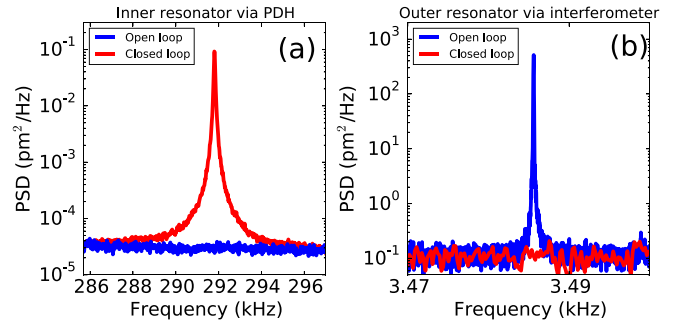 Inner resonator via PDH
Open loop
Closed loop
(a)
10⁻¹
10⁻²
10⁻³
10⁻⁴
10⁻⁵
PSD (pm²/Hz)
286 288 290 292 294 296
Frequency (kHz)
Outer resonator via interferometer
Open loop
Closed loop
(b)
10³
10²
10¹
10⁰
10⁻¹
PSD (pm²/Hz)
3.47 3.49
Frequency (kHz)